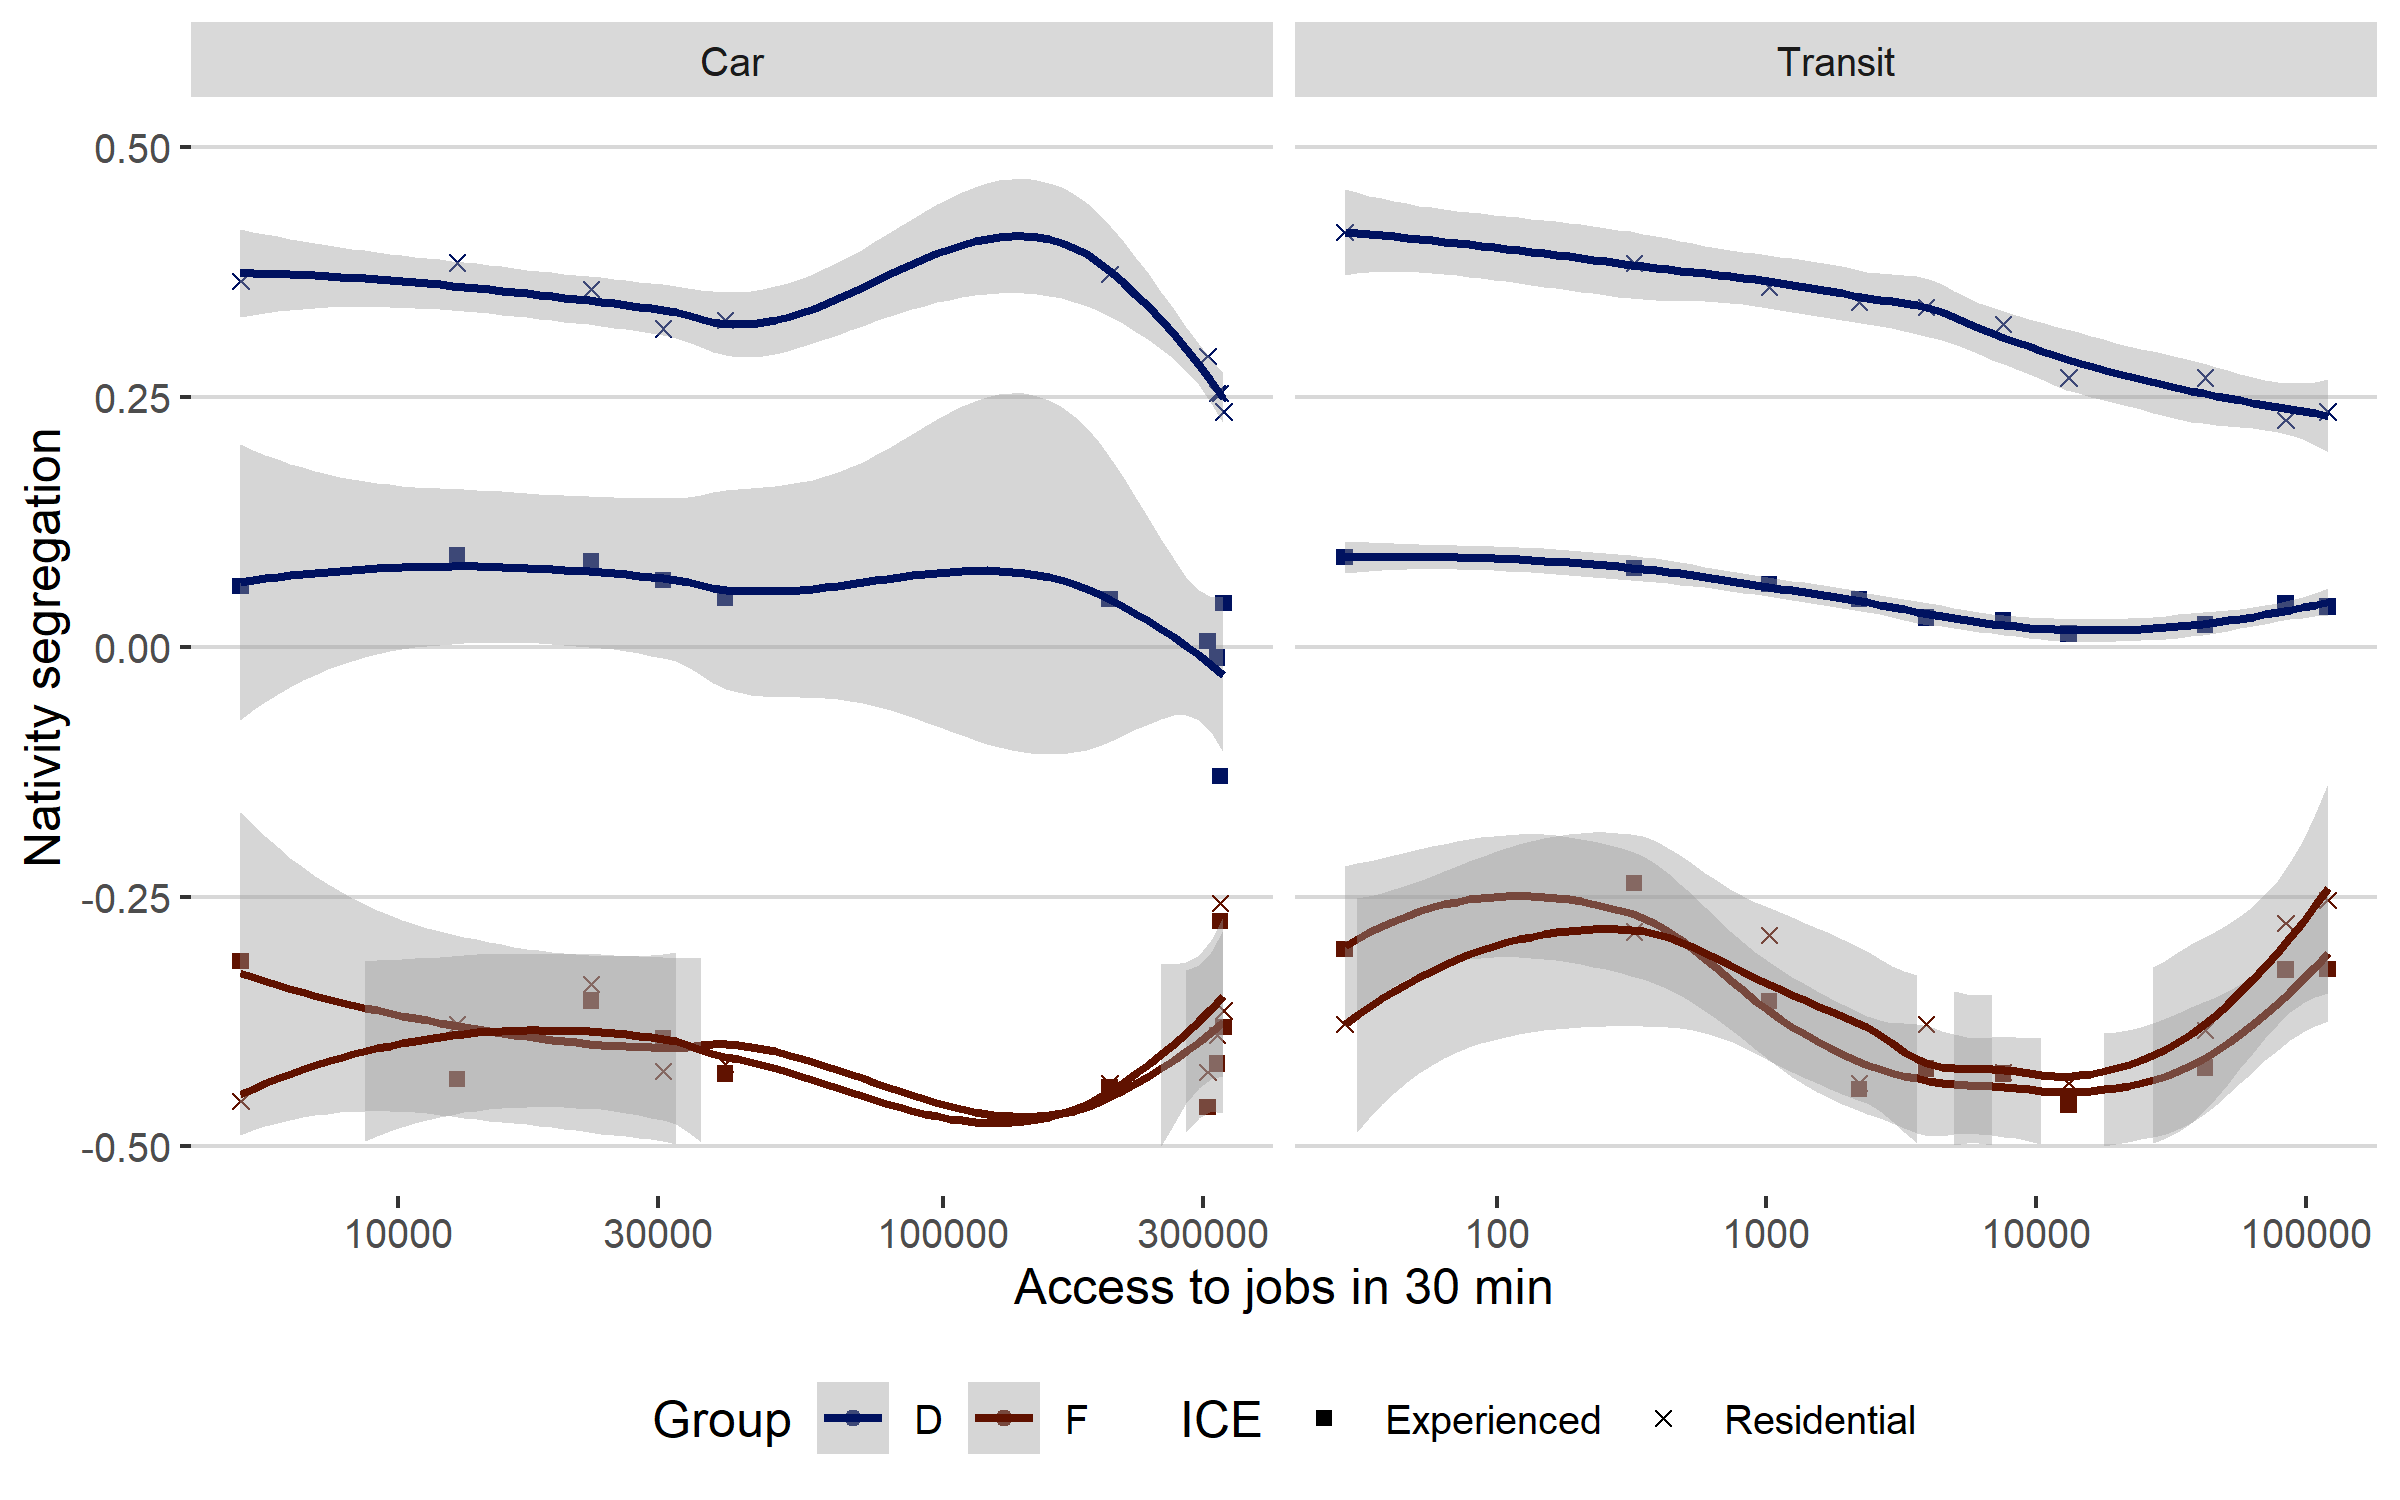 Car Transit
0.50
0.25
0.00
-0.25
-0.50
Nativity segregation
10000 30000 100000 300000 100 1000 10000 100000
Access to jobs in 30 min
Group D F ICE Experienced Residential